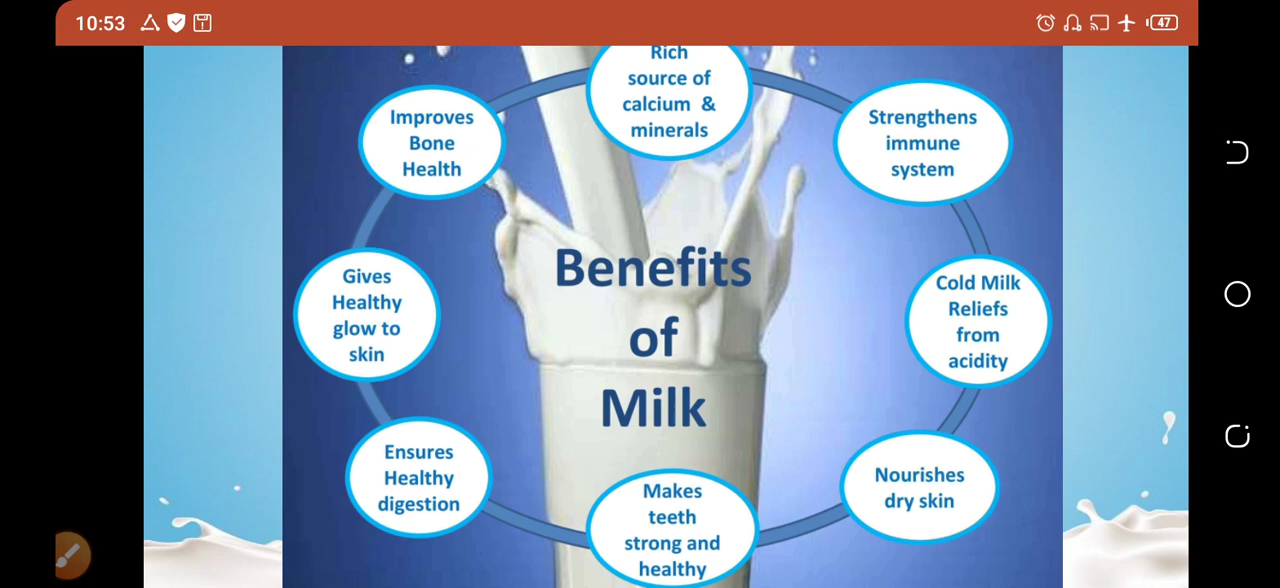 10:53
47
Rich
source of
calcium &
minerals
Improves
Bone
Health
Strengthens
immune
system
Benefits
of
Milk
Gives
Healthy
glow to
skin
Cold Milk
Reliefs
from
acidity
Ensures
Healthy
digestion
Nourishes
dry skin
Makes
teeth
strong and
healthy